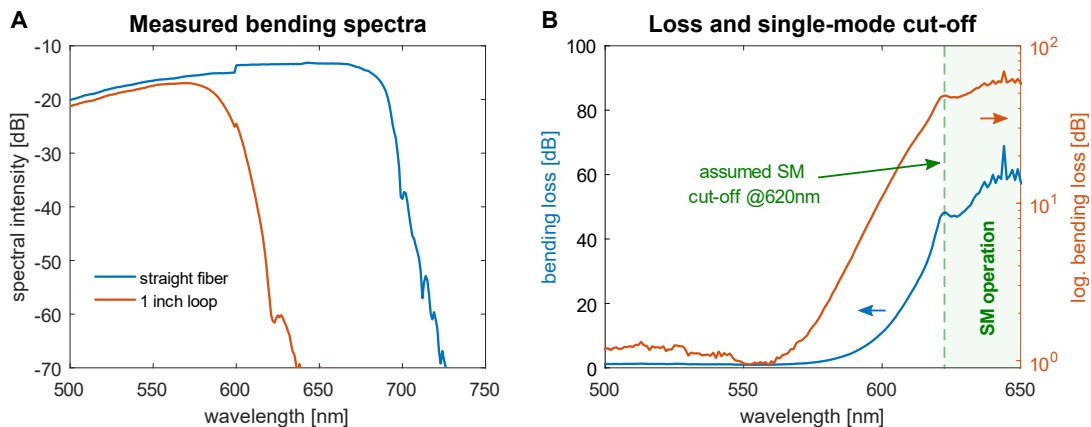 A
Measured bending spectra
-10
-20
-30
-40
-50
-60
-70
spectral intensity [dB]
straight fiber
1 inch loop
500
550
600
650
700
750
wavelength [nm]
B
Loss and single-mode cut-off
100
80
60
40
20
0
bending loss [dB]
assumed SM
cut-off @620nm
SM operation
10^2
10^1
10^0
log. bending loss [dB]
500
550
600
650
wavelength [nm]